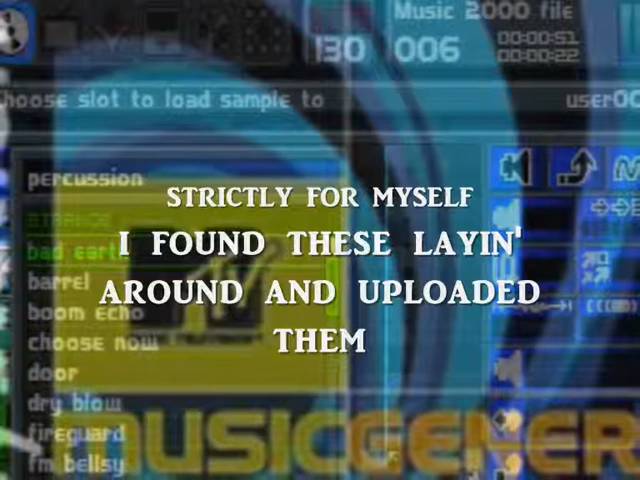 Music 2000 file
130 006 00:00:51
00:00:22
hoose slot to load sample to user00
percussion
STRICTLY FOR MYSELF
bad earth
I FOUND THESE LAYIN'
barrel
AROUND AND UPLOADED
boom echo
THEM
choose now
door
dry blow
fireguard
fm bellsy
MUSICGENER